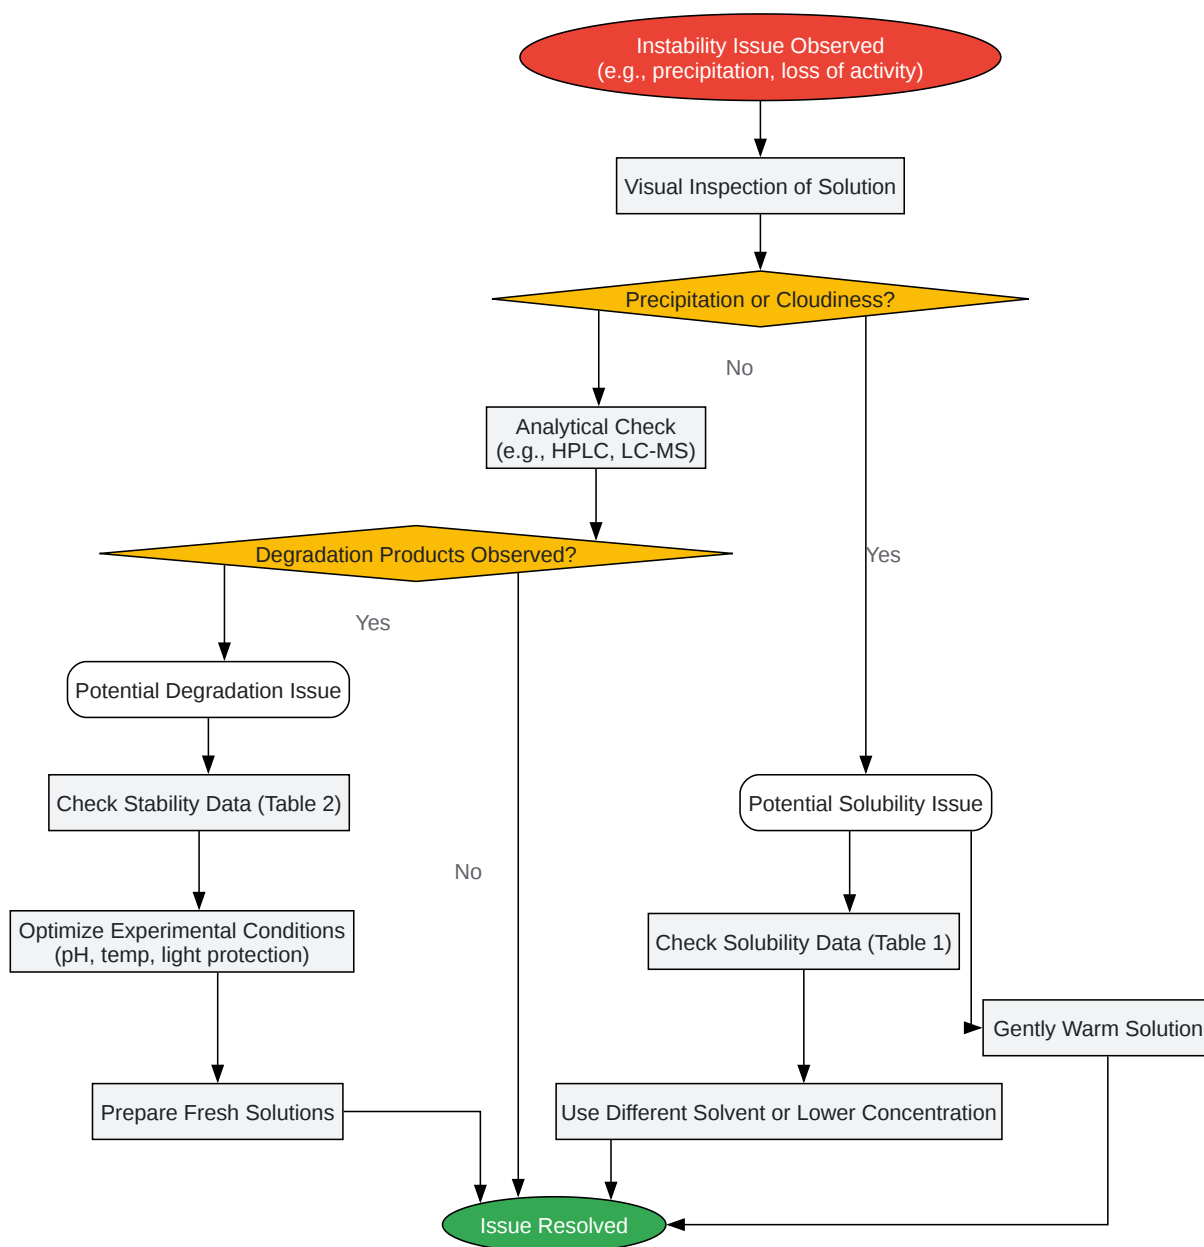 Instability Issue Observed
(e.g., precipitation, loss of activity)
Visual Inspection of Solution
Precipitation or Cloudiness?
No
Analytical Check
(e.g., HPLC, LC-MS)
Yes
Degradation Products Observed?
Yes
Potential Degradation Issue
Check Stability Data (Table 2)
Potential Solubility Issue
No
Optimize Experimental Conditions
(pH, temp, light protection)
Check Solubility Data (Table 1)
Gently Warm Solution
Prepare Fresh Solutions
Use Different Solvent or Lower Concentration
Issue Resolved